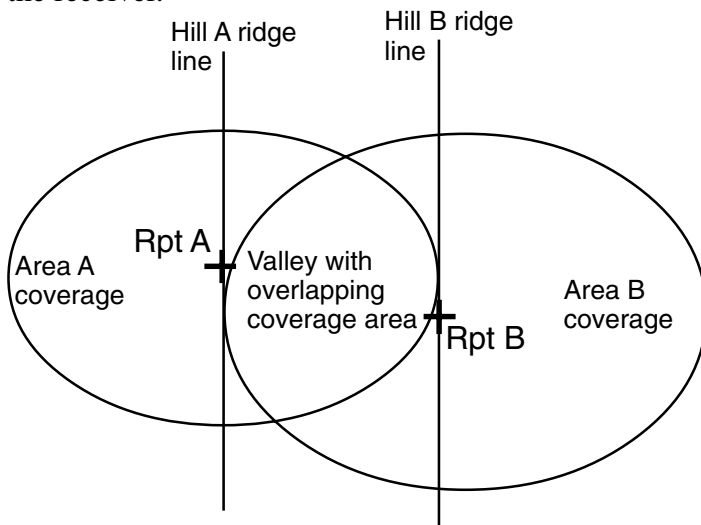 the receiver.
Hill A ridge
line
Hill B ridge
line
Rpt A
Area A
coverage
Valley with
overlapping
coverage area
Rpt B
Area B
coverage